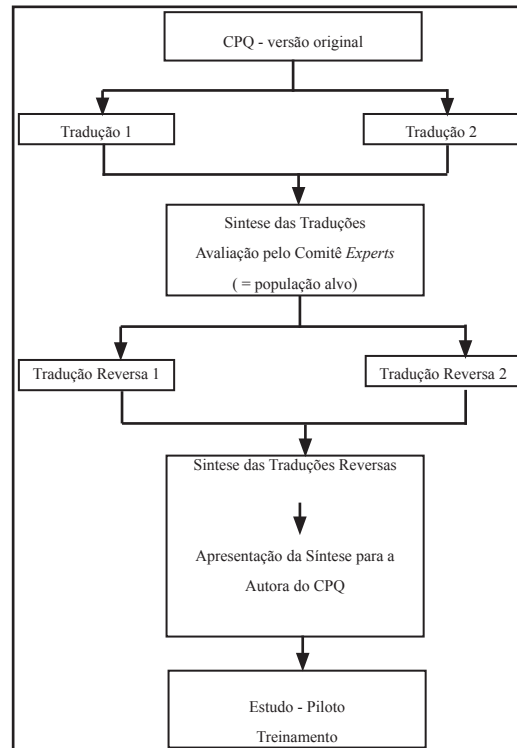 CPQ - versão original
Tradução 1
Tradução 2
Sintese das Traduções
Avaliação pelo Comitê Experts
( = população alvo)
Tradução Reversa 1
Tradução Reversa 2
Sintese das Traduções Reversas
Apresentação da Síntese para a
Autora do CPQ
Estudo - Piloto
Treinamento